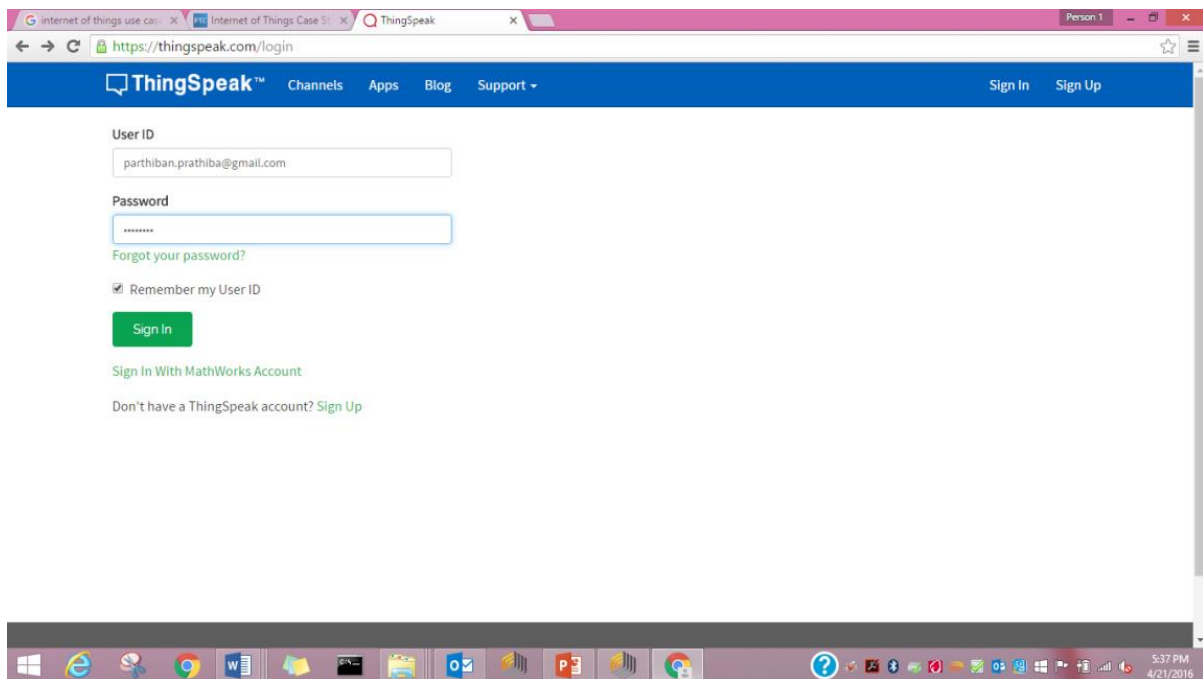 internet of things use cas
Internet of Things Case St
ThingSpeak
Person 1
https://thingspeak.com/login
ThingSpeak™ Channels Apps Blog Support Sign In Sign Up
User ID
parthiban.prathiba@gmail.com
Password
••••••••
Forgot your password?
Remember my User ID
Sign In
Sign In With MathWorks Account
Don't have a ThingSpeak account? Sign Up
5:37 PM
4/21/2016